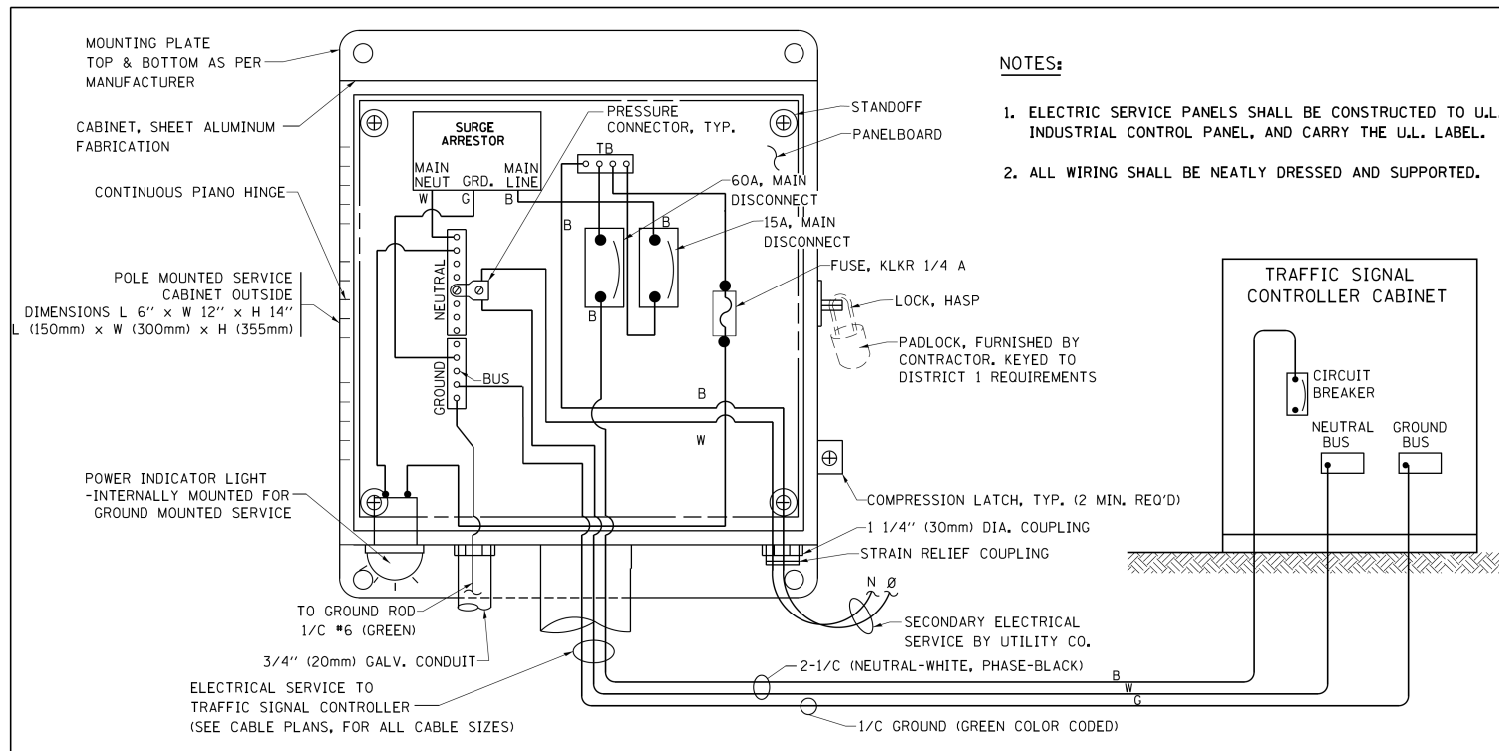 MOUNTING PLATE
TOP & BOTTOM AS PER
MANUFACTURER
CABINET, SHEET ALUMINUM
FABRICATION
CONTINUOUS PIANO HINGE
POLE MOUNTED SERVICE
CABINET OUTSIDE
DIMENSIONS L 6" x W 12" x H 14"
L (150mm) x W (300mm) x H (355mm)
POWER INDICATOR LIGHT
-INTERNALLY MOUNTED FOR
GROUND MOUNTED SERVICE
SURGE
ARRESTOR
MAIN
NEUT
GRD.
MAIN
LINE
W
G
B
PRESSURE
CONNECTOR, TYP.
TB
STANDOFF
PANELBOARD
60A, MAIN
DISCONNECT
15A, MAIN
DISCONNECT
B
B
B
FUSE, KLKR 1/4 A
NEUTRAL
GROUND
BUS
LOCK, HASP
PADLOCK, FURNISHED BY
CONTRACTOR. KEYED TO
DISTRICT 1 REQUIREMENTS
B
W
COMPRESSION LATCH, TYP. (2 MIN. REQ'D)
1 1/4" (30mm) DIA. COUPLING
STRAIN RELIEF COUPLING
N Ø
SECONDARY ELECTRICAL
SERVICE BY UTILITY CO.
TO GROUND ROD
1/C #6 (GREEN)
3/4" (20mm) GALV. CONDUIT
ELECTRICAL SERVICE TO
TRAFFIC SIGNAL CONTROLLER
(SEE CABLE PLANS, FOR ALL CABLE SIZES)
2-1/C (NEUTRAL-WHITE, PHASE-BLACK)
1/C GROUND (GREEN COLOR CODED)
B
W
G
NOTES:
1. ELECTRIC SERVICE PANELS SHALL BE CONSTRUCTED TO U.L.
INDUSTRIAL CONTROL PANEL, AND CARRY THE U.L. LABEL.
2. ALL WIRING SHALL BE NEATLY DRESSED AND SUPPORTED.
TRAFFIC SIGNAL
CONTROLLER CABINET
CIRCUIT
BREAKER
NEUTRAL
BUS
GROUND
BUS